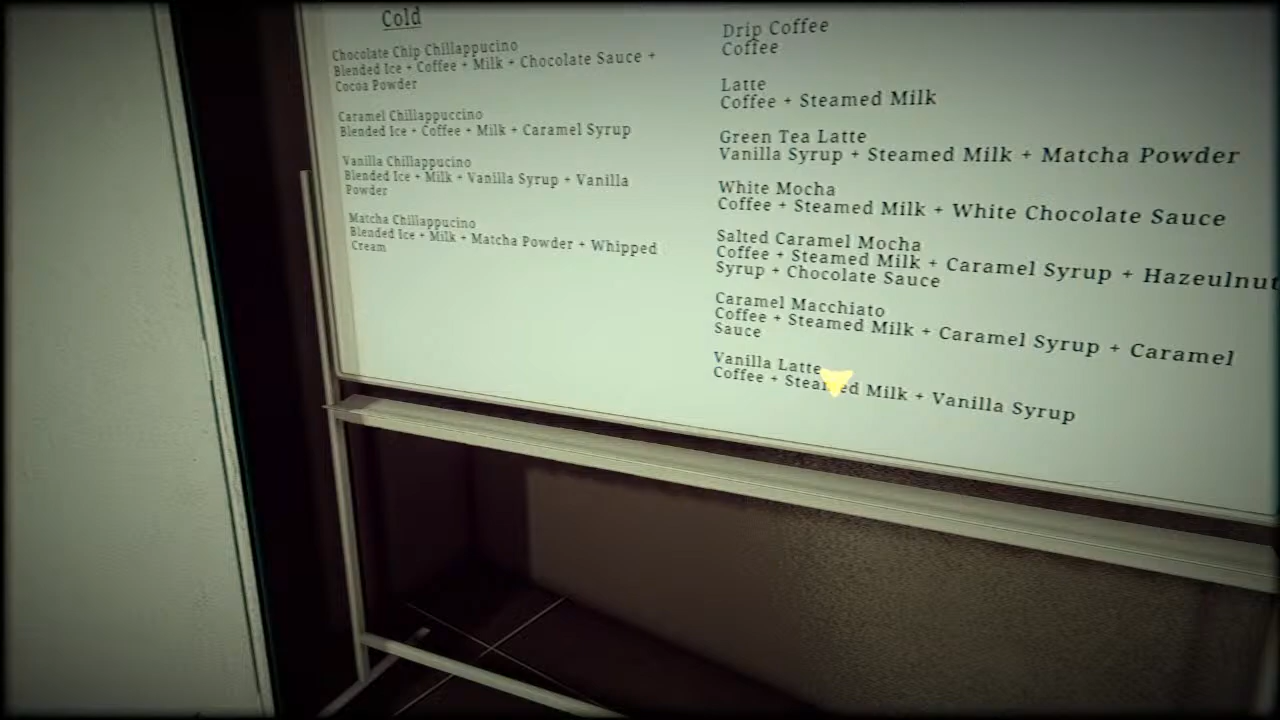 Cold
Chocolate Chip Chillappucino
Blended Ice + Coffee + Milk + Chocolate Sauce +
Cocoa Powder
Caramel Chillappuccino
Blended Ice + Coffee + Milk + Caramel Syrup
Vanilla Chillappucino
Blended Ice + Milk + Vanilla Syrup + Vanilla
Powder
Matcha Chillappucino
Blended Ice + Milk + Matcha Powder + Whipped
Cream
Drip Coffee
Coffee
Latte
Coffee + Steamed Milk
Green Tea Latte
Vanilla Syrup + Steamed Milk + Matcha Powder
White Mocha
Coffee + Steamed Milk + White Chocolate Sauce
Salted Caramel Mocha
Coffee + Steamed Milk + Caramel Syrup + Hazeulnut
Syrup + Chocolate Sauce
Caramel Macchiato
Coffee + Steamed Milk + Caramel Syrup + Caramel
Sauce
Vanilla Latte
Coffee + Steamed Milk + Vanilla Syrup